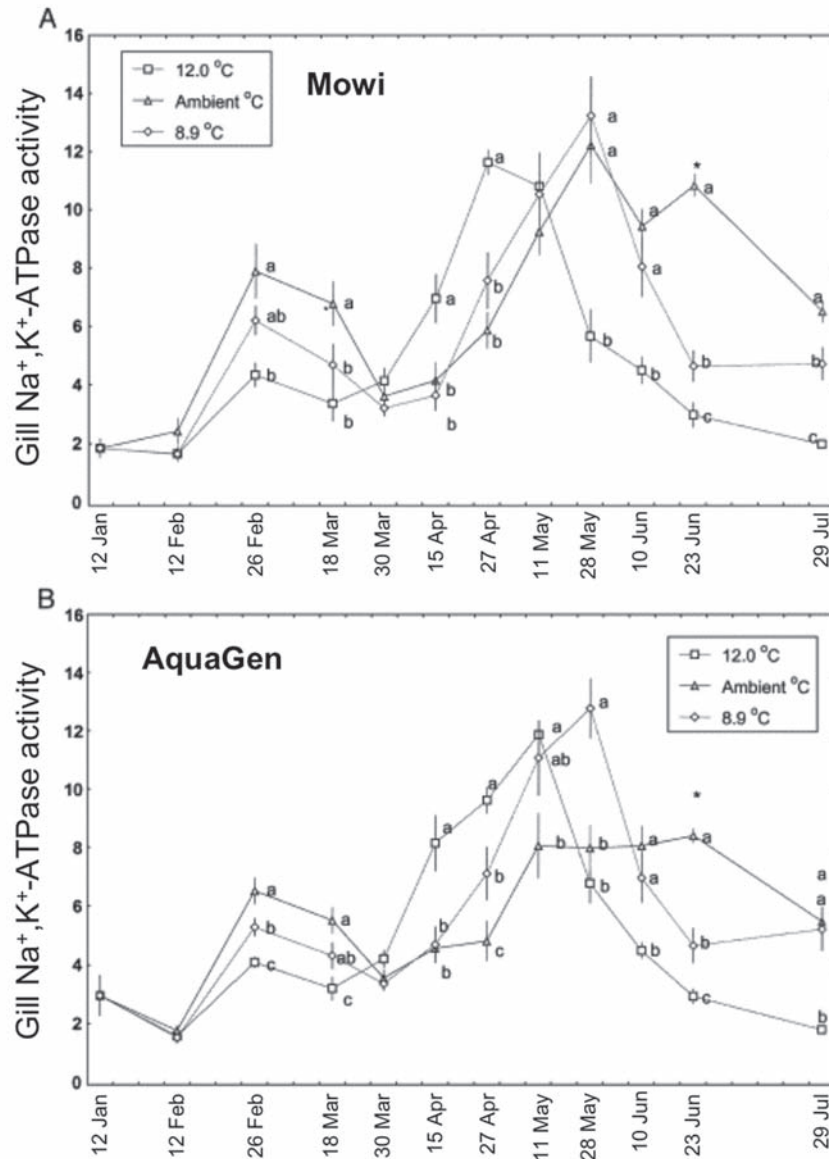 A
16
14
12
10
8
6
4
2
0
12.0 °C
Ambient °C
8.9 °C
Mowi
Gill Na⁺,K⁺-ATPase activity
a
a
ab
b
a
*
b
b
a
b
b
a
b
b
a
a
b
a
a
b
*
a
b
c
a
b
c
12 Jan
12 Feb
26 Feb
18 Mar
30 Mar
15 Apr
27 Apr
11 May
28 May
10 Jun
23 Jun
29 Jul
B
16
14
12
10
8
6
4
2
0
AquaGen
12.0 °C
Ambient °C
8.9 °C
Gill Na⁺,K⁺-ATPase activity
a
b
c
a
ab
c
a
b
b
a
b
c
a
ab
b
a
b
b
a
a
b
*
a
b
c
a
a
b
12 Jan
12 Feb
26 Feb
18 Mar
30 Mar
15 Apr
27 Apr
11 May
28 May
10 Jun
23 Jun
29 Jul